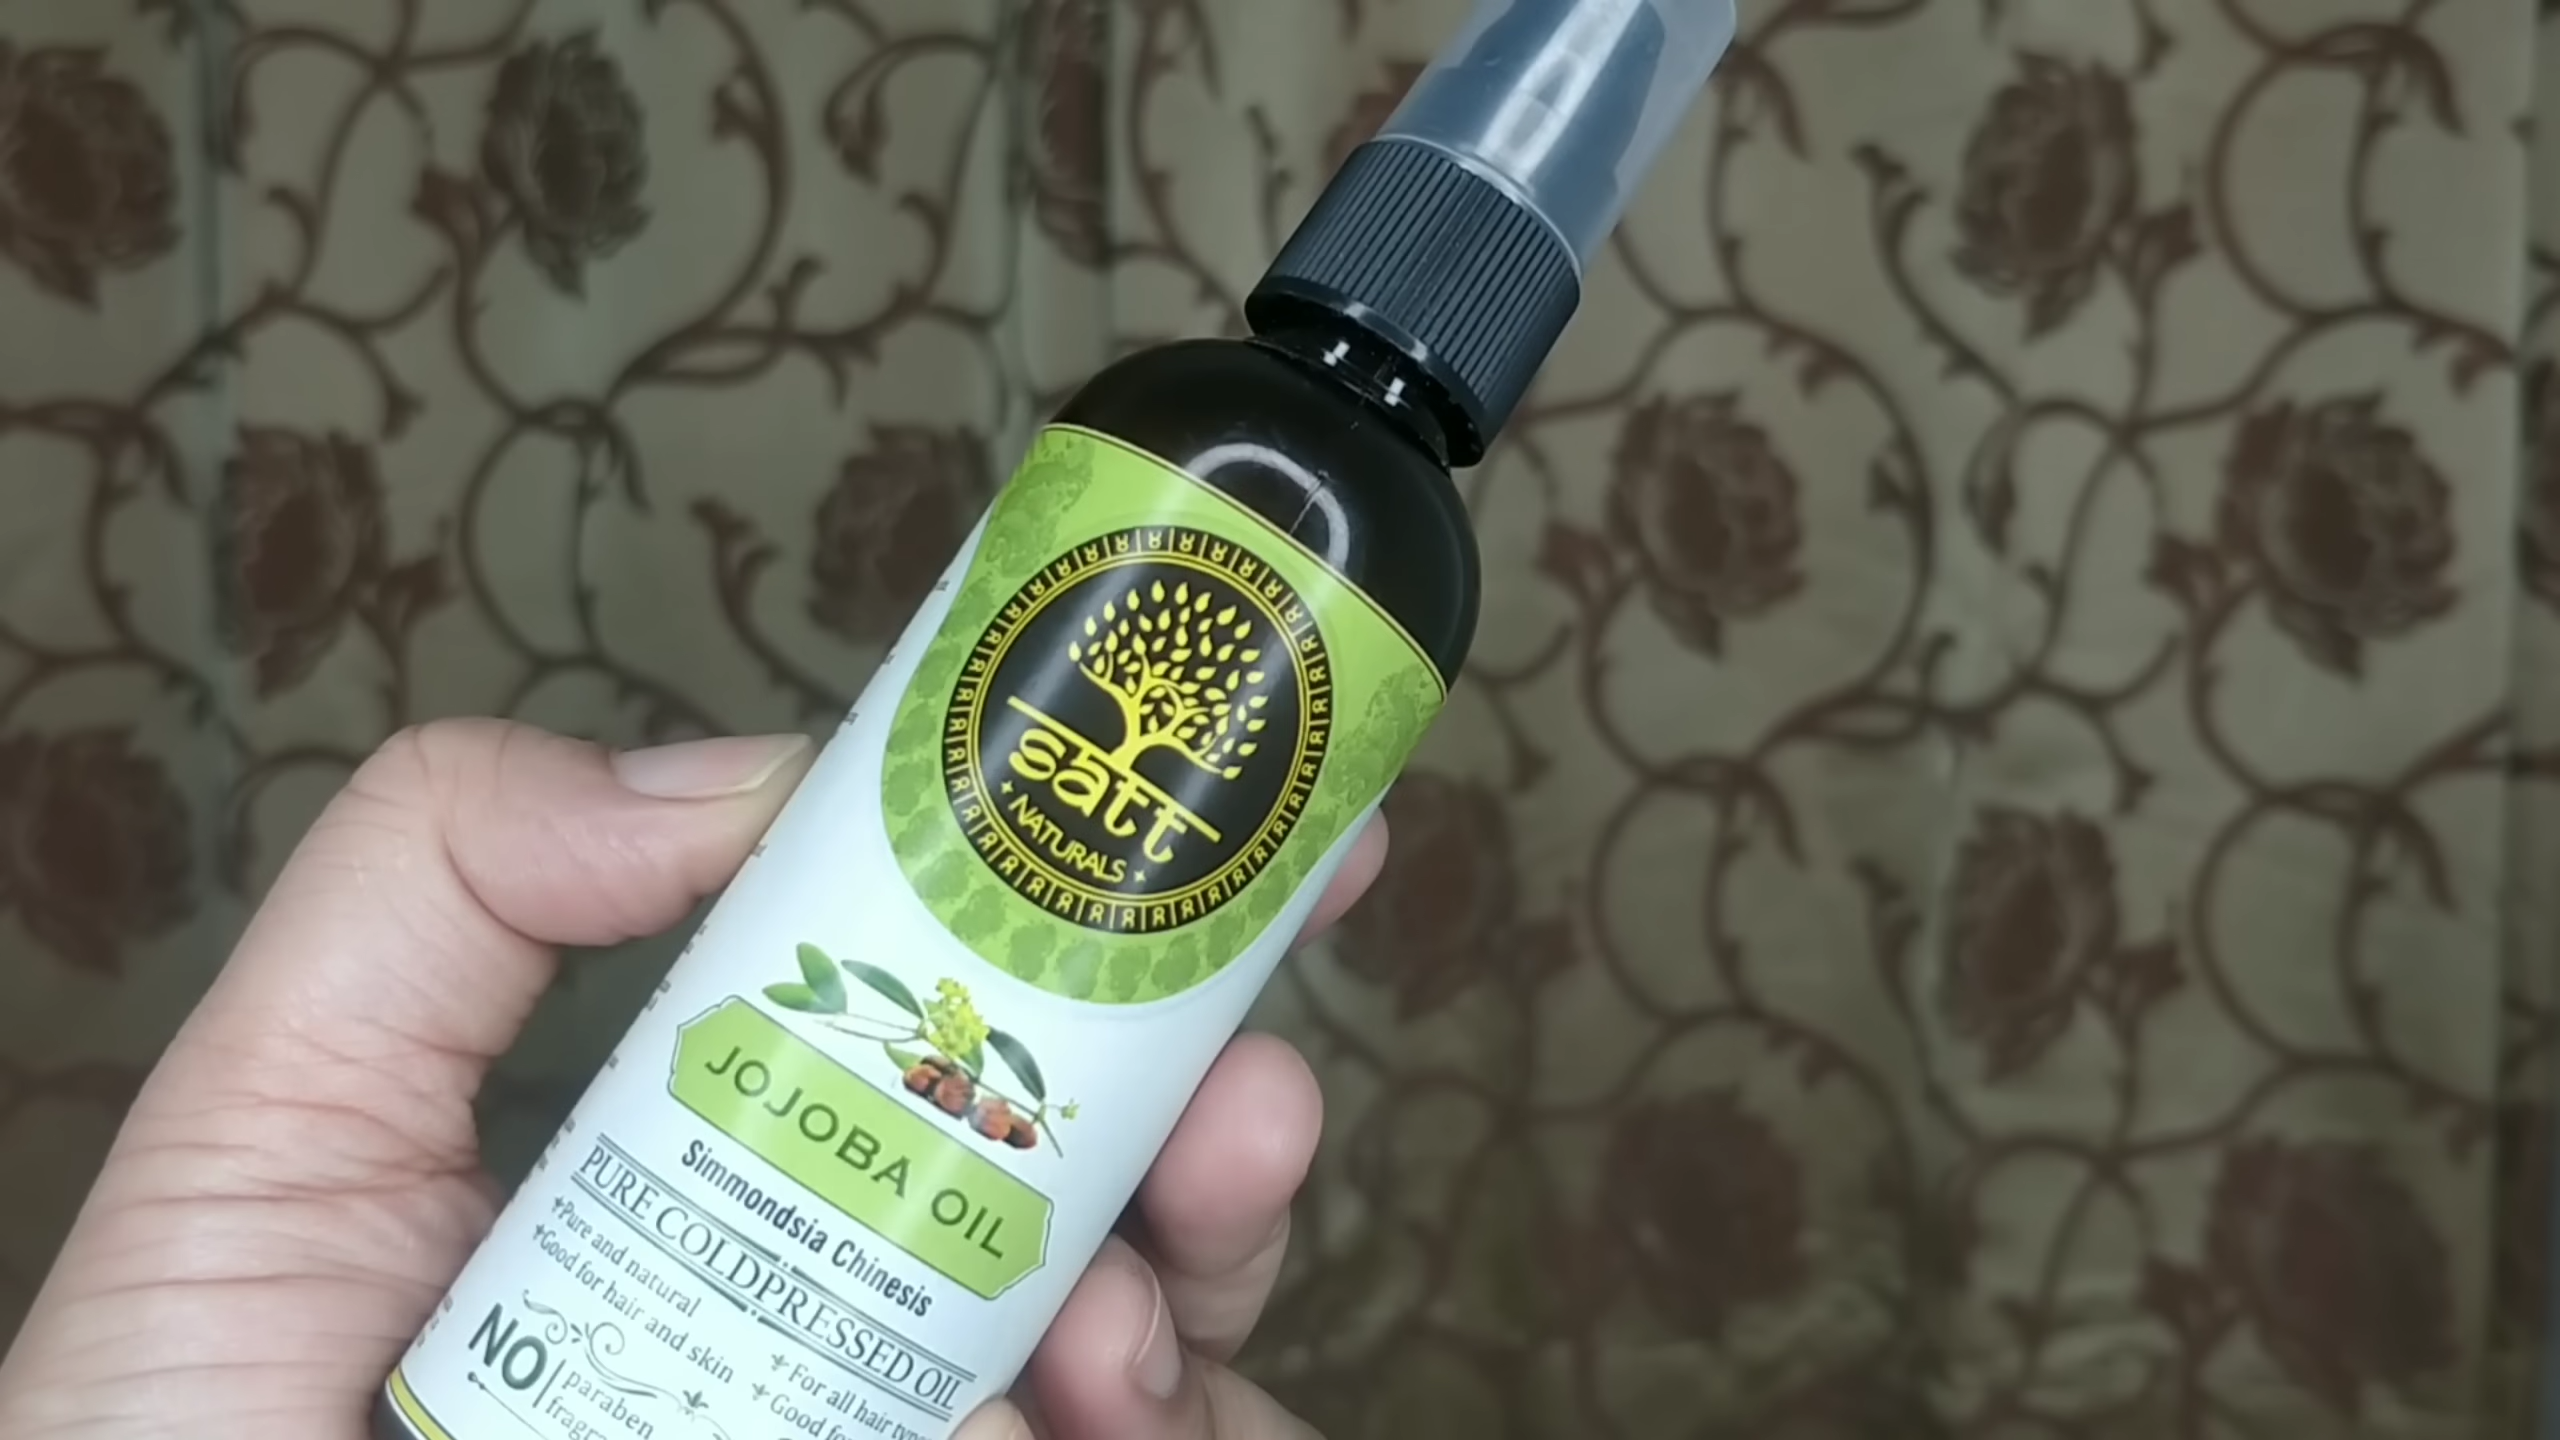 satt
NATURALS
JOJOBA OIL
Simmondsia Chinesis
PURE COLDPRESSED OIL
Pure and natural
Good for hair and skin
For all hair
Good
NO
paraben